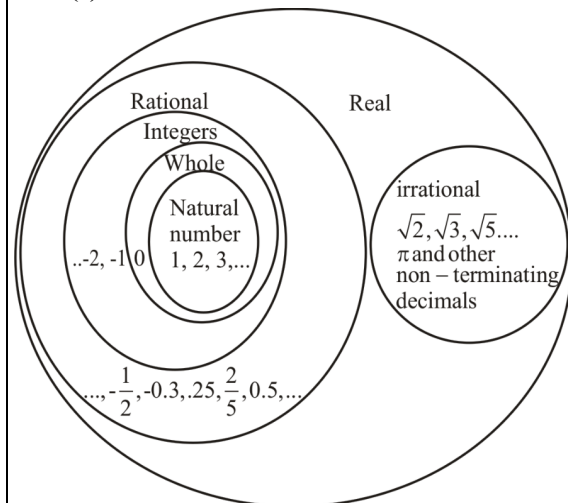 Rational
Real
Integers
Whole
Natural
number
1, 2, 3,...
..-2, -1 0
irrational
√2, √3, √5....
π and other
non – terminating
decimals
..., -1/2, -0.3, .25, 2/5, 0.5, ...